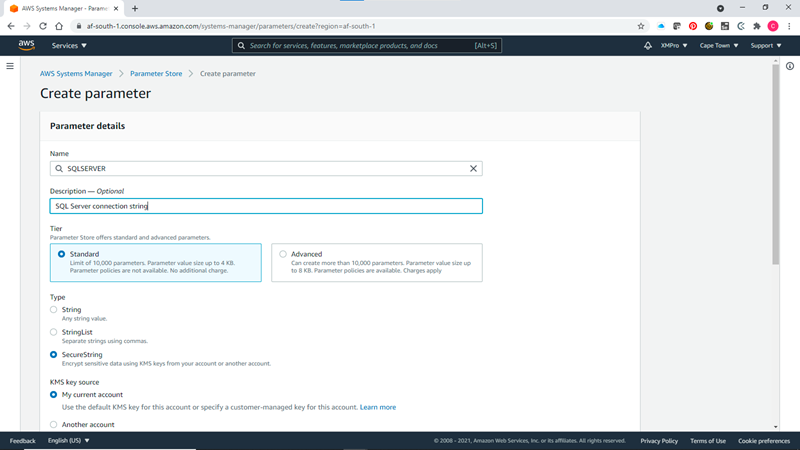 AWS Systems Manager - Parame
af-south-1.console.aws.amazon.com/systems-manager/parameters/create?region=af-south-1
aws
Services
Search for services, features, marketplace products, and docs
[Alt+S]
XMPro
Cape Town
Support
AWS Systems Manager
Parameter Store
Create parameter
Create parameter
Parameter details
Name
SQLSERVER
Description — Optional
SQL Server connection string
Tier
Parameter Store offers standard and advanced parameters.
Standard
Limit of 10,000 parameters. Parameter value size up to 4 KB.
Parameter policies are not available. No additional charge.
Advanced
Can create more than 10,000 parameters. Parameter value size up
to 8 KB. Parameter policies are available. Charges apply
Type
String
Any string value.
StringList
Separate strings using commas.
SecureString
Encrypt sensitive data using KMS keys from your account or another account.
KMS key source
My current account
Use the default KMS key for this account or specify a customer-managed key for this account. Learn more
Another account
Feedback
English (US)
© 2008 - 2021, Amazon Web Services, Inc. or its affiliates. All rights reserved.
Privacy Policy
Terms of Use
Cookie preferences